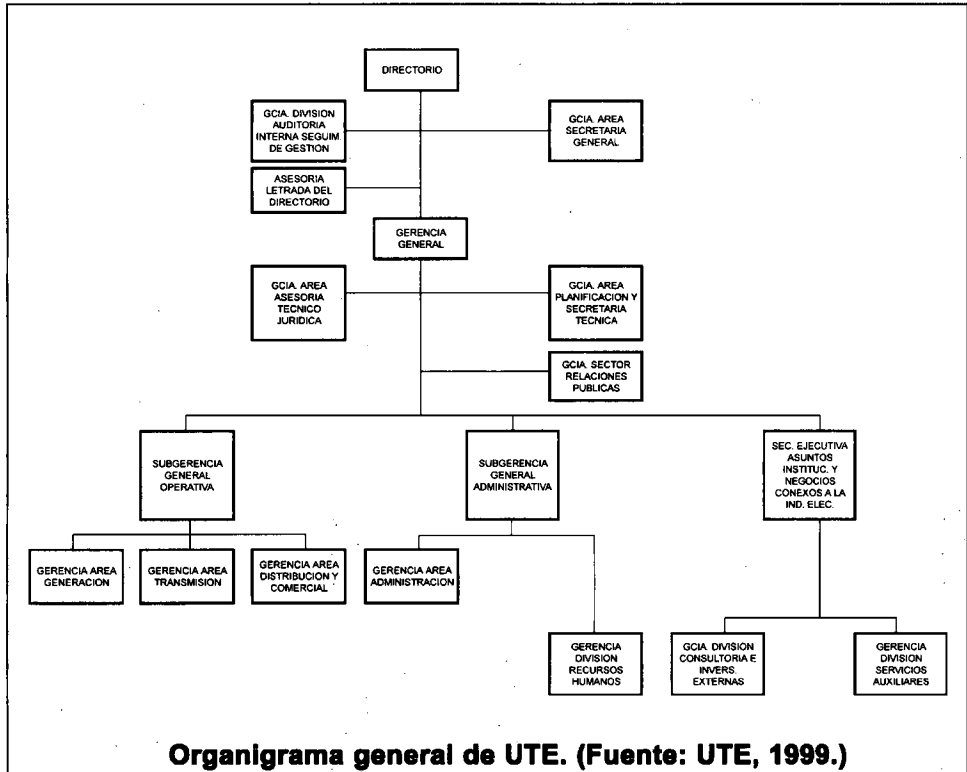 DIRECTORIO
GCIA. DIVISION
AUDITORIA
INTERNA SEGUIM.
DE GESTION
GCIA. AREA
SECRETARIA
GENERAL
ASESORIA
LETRADA DEL
DIRECTORIO
GERENCIA
GENERAL
GCIA. AREA
ASESORIA
TECNICO
JURIDICA
GCIA. AREA
PLANIFICACION Y
SECRETARIA
TECNICA
GCIA. SECTOR
RELACIONES
PUBLICAS
SUBGERENCIA
GENERAL
OPERATIVA
SUBGERENCIA
GENERAL
ADMINISTRATIVA
SEC. EJECUTIVA
ASUNTOS
INSTITUC. Y
NEGOCIOS
CONEXOS A LA
IND. ELEC.
GERENCIA AREA
GENERACION
GERENCIA AREA
TRANSMISION
GERENCIA AREA
DISTRIBUCION Y
COMERCIAL
GERENCIA AREA
ADMINISTRACION
GERENCIA
DIVISION
RECURSOS
HUMANOS
GCIA. DIVISION
CONSULTORIA E
INVERS.
EXTERNAS
GERENCIA
DIVISION
SERVICIOS
AUXILIARES
Organigrama general de UTE. (Fuente: UTE, 1999.)